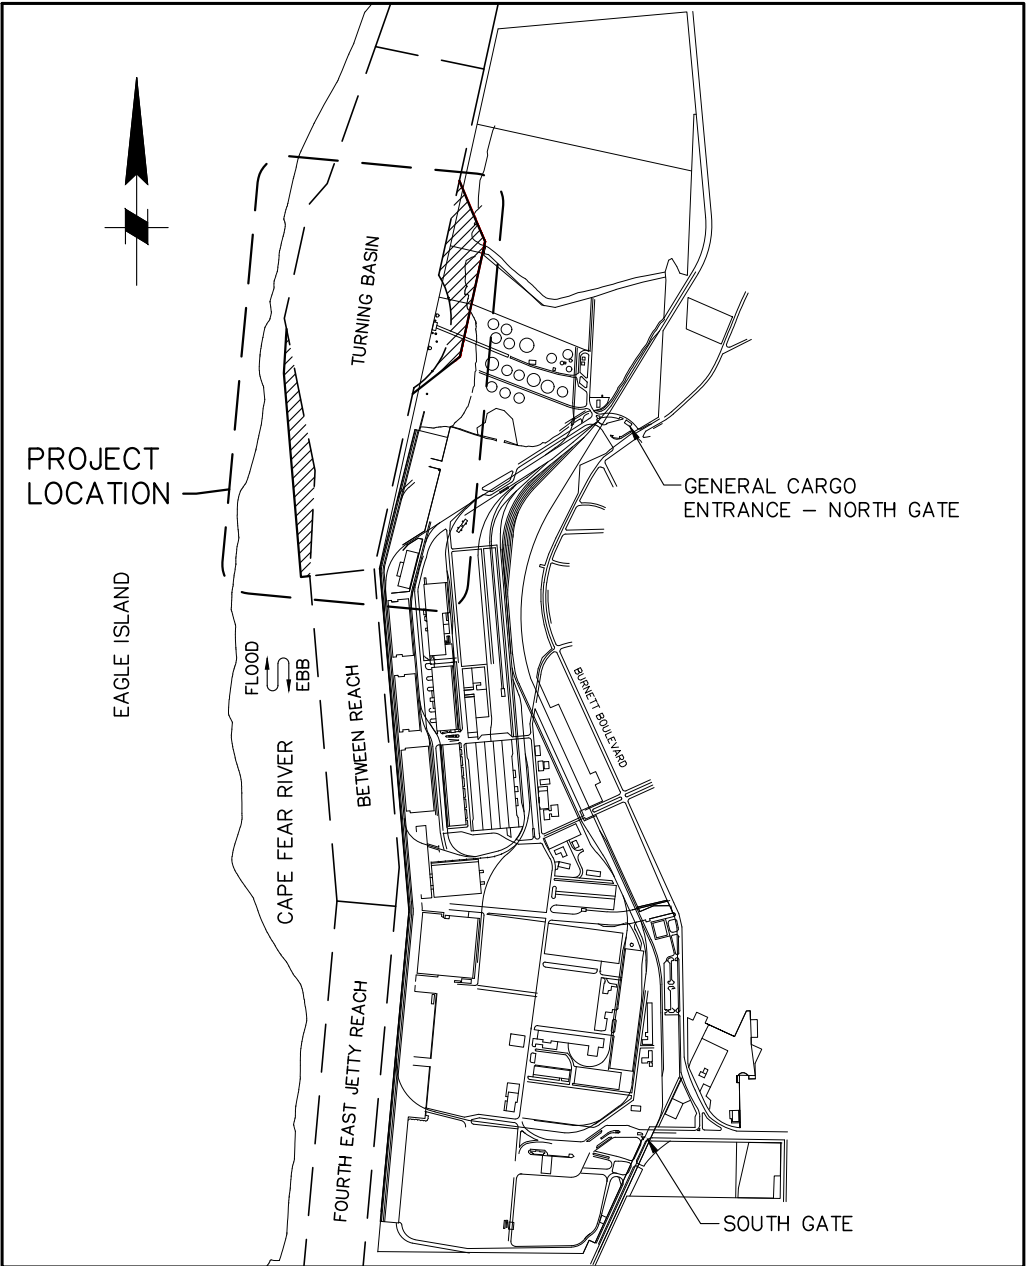 TURNING BASIN
PROJECT
LOCATION
GENERAL CARGO
ENTRANCE – NORTH GATE
EAGLE ISLAND
FLOOD
EBB
BETWEEN REACH
BURNETT BOULEVARD
CAPE FEAR RIVER
FOURTH EAST JETTY REACH
SOUTH GATE